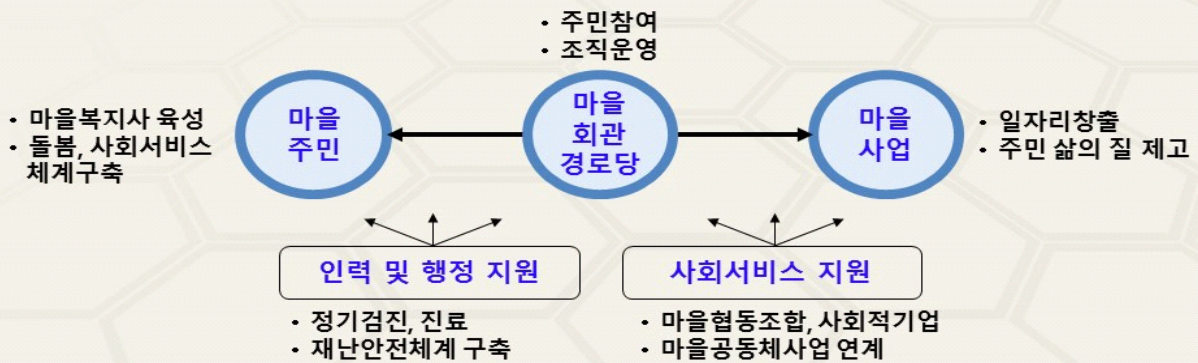 • 주민참여
• 조직운영
• 마을복지사 육성
• 돌봄, 사회서비스
체계구축
마을
주민
마을
회관
경로당
마을
사업
• 일자리창출
• 주민 삶의 질 제고
인력 및 행정 지원
• 정기검진, 진료
• 재난안전체계 구축
사회서비스 지원
• 마을협동조합, 사회적기업
• 마을공동체사업 연계